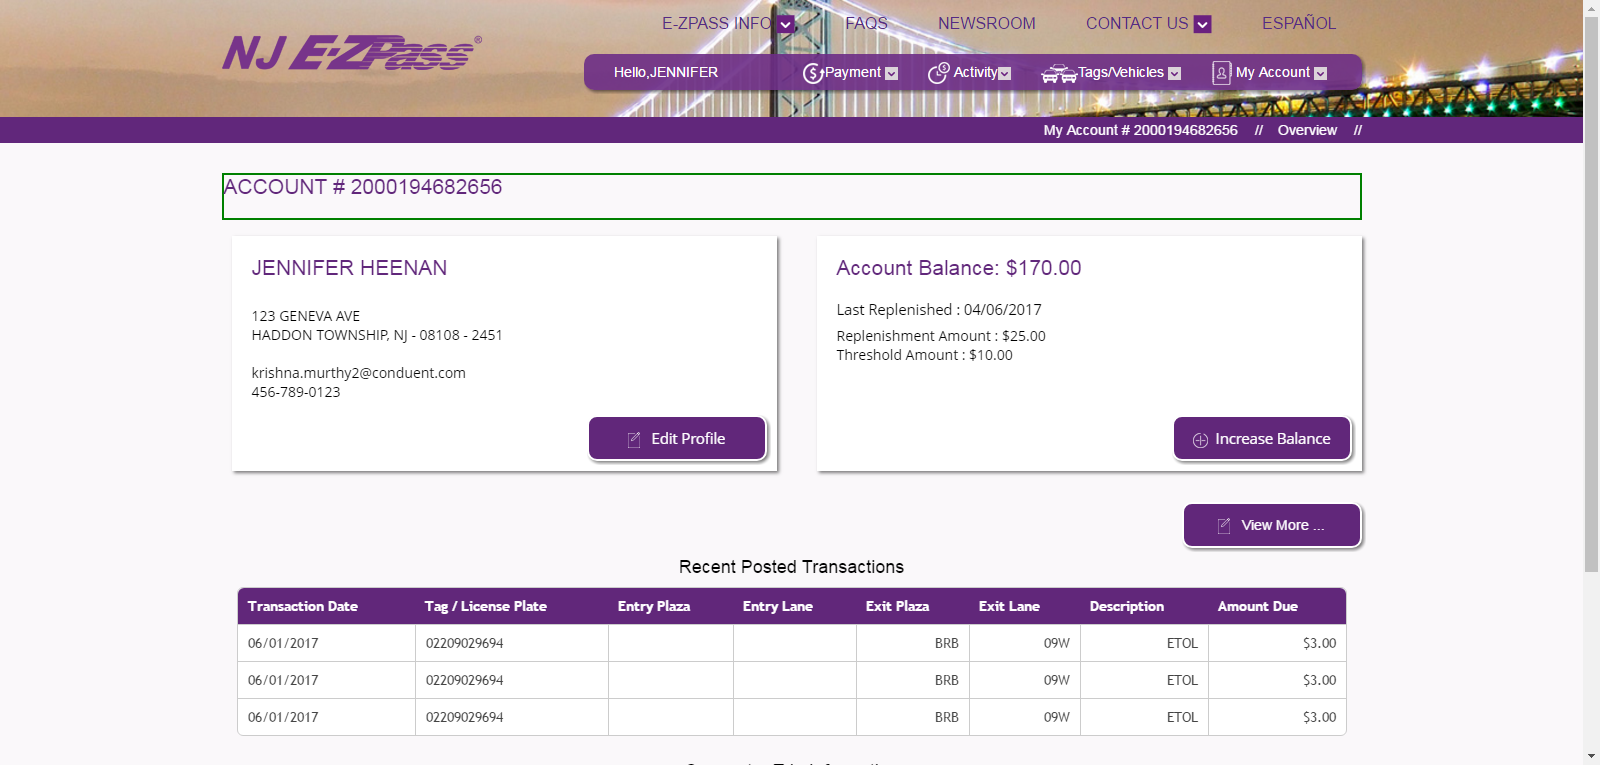 E-ZPASS INFO FAQS NEWSROOM CONTACT US ESPAÑOL
NJ E-ZPass®
Hello,JENNIFER Payment Activity Tags/Vehicles My Account
My Account # 2000194682656 // Overview //
ACCOUNT # 2000194682656
JENNIFER HEENAN
123 GENEVA AVE
HADDON TOWNSHIP, NJ - 08108 - 2451
krishna.murthy2@conduent.com
456-789-0123
Edit Profile
Account Balance: $170.00
Last Replenished : 04/06/2017
Replenishment Amount : $25.00
Threshold Amount : $10.00
Increase Balance
View More ...
Recent Posted Transactions
Transaction Date Tag / License Plate Entry Plaza Entry Lane Exit Plaza Exit Lane Description Amount Due
06/01/2017 02209029694 BRB 09W ETOL $3.00
06/01/2017 02209029694 BRB 09W ETOL $3.00
06/01/2017 02209029694 BRB 09W ETOL $3.00